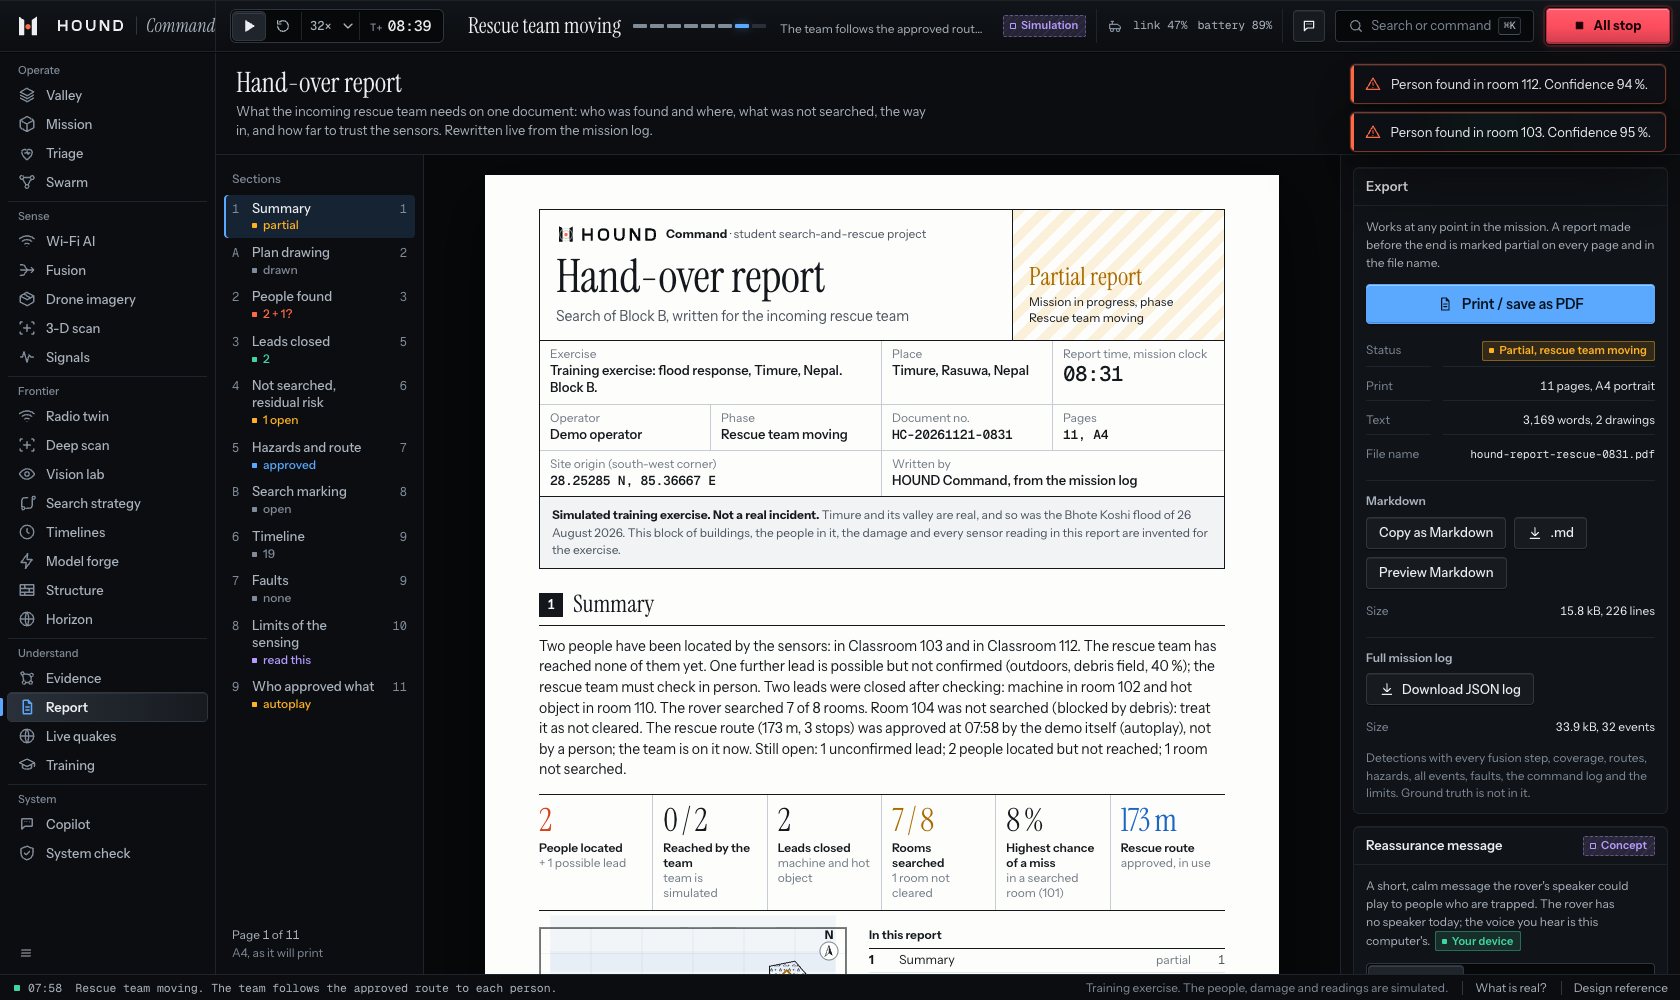 HOUND Command
32×
T+ 08:39
Rescue team moving
The team follows the approved rout...
Simulation
link 47% battery 89%
Search or command ⌘K
All stop
Operate
Valley
Mission
Triage
Swarm
Sense
Wi-Fi AI
Fusion
Drone imagery
3-D scan
Signals
Frontier
Radio twin
Deep scan
Vision lab
Search strategy
Timelines
Model forge
Structure
Horizon
Understand
Evidence
Report
Live quakes
Training
System
Copilot
System check
Hand-over report
What the incoming rescue team needs on one document: who was found and where, what was not searched, the way
in, and how far to trust the sensors. Rewritten live from the mission log.
Person found in room 112. Confidence 94 %.
Person found in room 103. Confidence 95 %.
Sections
1 Summary 1
partial
A Plan drawing 2
drawn
2 People found 3
2 + 1?
3 Leads closed 5
2
4 Not searched, 6
residual risk
1 open
5 Hazards and route 7
approved
B Search marking 8
open
6 Timeline 9
19
7 Faults 9
none
8 Limits of the 10
sensing
read this
9 Who approved what 11
autoplay
Page 1 of 11
A4, as it will print
HOUND Command · student search-and-rescue project
Hand-over report
Search of Block B, written for the incoming rescue team
Partial report
Mission in progress, phase
Rescue team moving
Exercise
Training exercise: flood response, Timure, Nepal.
Block B.
Place
Timure, Rasuwa, Nepal
Report time, mission clock
08:31
Operator
Demo operator
Phase
Rescue team moving
Document no.
HC-20261121-0831
Pages
11, A4
Site origin (south-west corner)
28.25285 N, 85.36667 E
Written by
HOUND Command, from the mission log
Simulated training exercise. Not a real incident. Timure and its valley are real, and so was the Bhote Koshi flood of 26
August 2026. This block of buildings, the people in it, the damage and every sensor reading in this report are invented for
the exercise.
1 Summary
Two people have been located by the sensors: in Classroom 103 and in Classroom 112. The rescue team has
reached none of them yet. One further lead is possible but not confirmed (outdoors, debris field, 40 %); the
rescue team must check in person. Two leads were closed after checking: machine in room 102 and hot
object in room 110. The rover searched 7 of 8 rooms. Room 104 was not searched (blocked by debris): treat
it as not cleared. The rescue route (173 m, 3 stops) was approved at 07:58 by the demo itself (autoplay), not
by a person; the team is on it now. Still open: 1 unconfirmed lead; 2 people located but not reached; 1 room
not searched.
2
People located
+ 1 possible lead
0 / 2
Reached by the
team
team is
simulated
2
Leads closed
machine and hot
object
7 / 8
Rooms
searched
1 room not
cleared
8 %
Highest chance
of a miss
in a searched
room (101)
173 m
Rescue route
approved, in use
N
In this report
1 Summary partial 1
Export
Works at any point in the mission. A report made
before the end is marked partial on every page and in
the file name.
Print / save as PDF
Status Partial, rescue team moving
Print 11 pages, A4 portrait
Text 3,169 words, 2 drawings
File name hound-report-rescue-0831.pdf
Markdown
Copy as Markdown
.md
Preview Markdown
Size 15.8 kB, 226 lines
Full mission log
Download JSON log
Size 33.9 kB, 32 events
Detections with every fusion step, coverage, routes,
hazards, all events, faults, the command log and the
limits. Ground truth is not in it.
Reassurance message Concept
A short, calm message the rover's speaker could
play to people who are trapped. The rover has
no speaker today; the voice you hear is this
computer's. Your device
07:58 Rescue team moving. The team follows the approved route to each person.
Training exercise. The people, damage and readings are simulated.
What is real?
Design reference